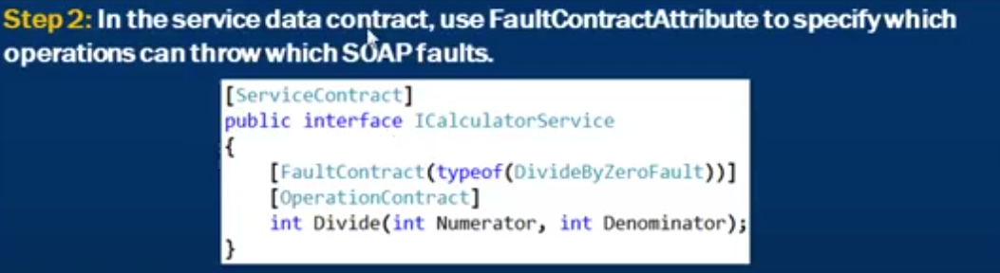 Step 2: In the service data contract, use FaultContractAttribute to specify which
operations can throw which SOAP faults.
[ServiceContract]
public interface ICalculatorService
{
[FaultContract(typeof(DivideByZeroFault))]
[OperationContract]
int Divide(int Numerator, int Denominator);
}